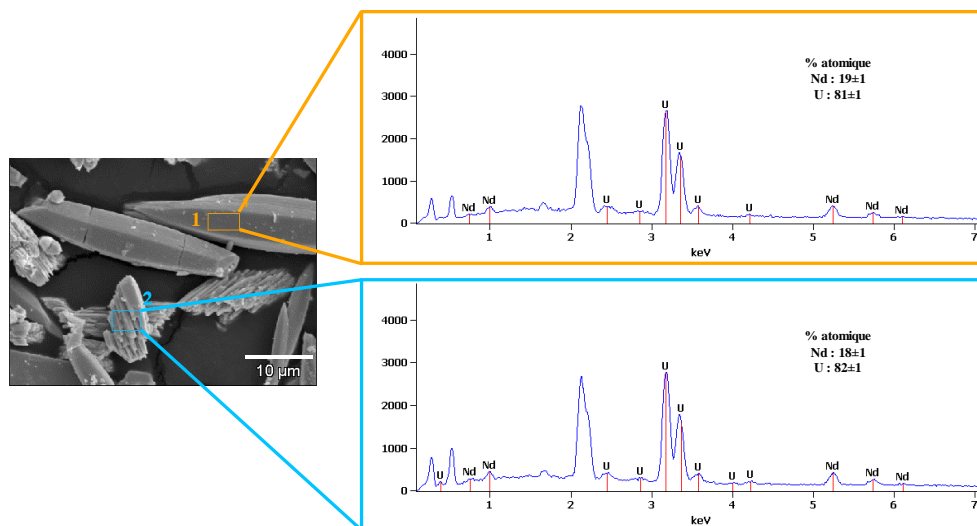 4000
3000
2000
1000
0
% atomique
Nd : 19±1
U : 81±1
Nd
Nd
U
U
U
U
U
U
Nd
Nd
Nd
1
2
3
4
5
6
7
keV
1
2
10 µm
4000
3000
2000
1000
0
% atomique
Nd : 18±1
U : 82±1
U
Nd
Nd
U
U
U
U
U
U
U
Nd
Nd
Nd
1
2
3
4
5
6
7
keV